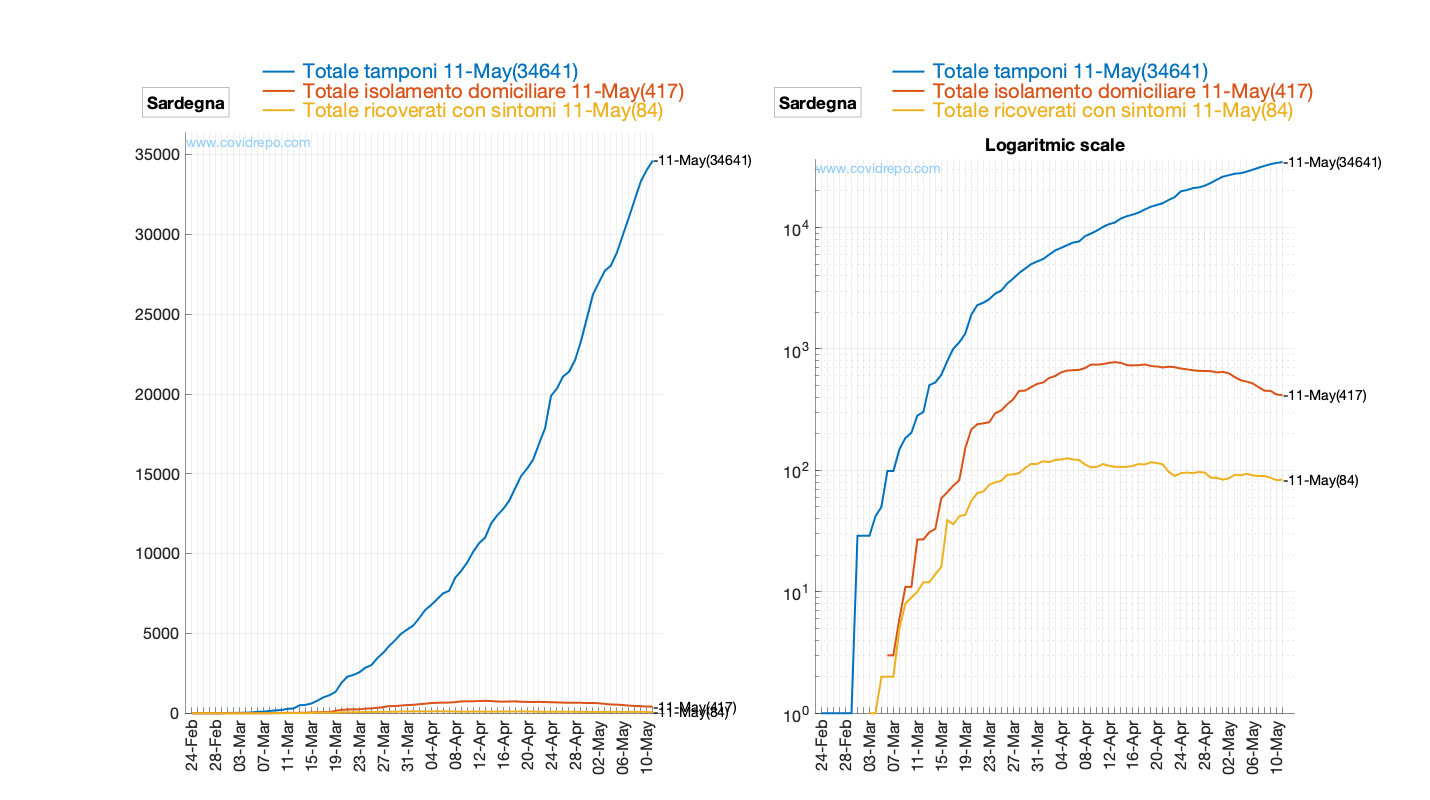 Totale tamponi 11-May(34641)
Totale isolamento domiciliare 11-May(417)
Totale ricoverati con sintomi 11-May(84)
Sardegna
www.covidrepo.com
35000
30000
25000
20000
15000
10000
5000
0
-11-May(34641)
-11-May(417)
-11-May(84)
24-Feb
28-Feb
03-Mar
07-Mar
11-Mar
15-Mar
19-Mar
23-Mar
27-Mar
31-Mar
04-Apr
08-Apr
12-Apr
16-Apr
20-Apr
24-Apr
28-Apr
02-May
06-May
10-May
Totale tamponi 11-May(34641)
Totale isolamento domiciliare 11-May(417)
Totale ricoverati con sintomi 11-May(84)
Sardegna
Logaritmic scale
www.covidrepo.com
10^4
10^3
10^2
10^1
10^0
-11-May(34641)
-11-May(417)
-11-May(84)
24-Feb
28-Feb
03-Mar
07-Mar
11-Mar
15-Mar
19-Mar
23-Mar
27-Mar
31-Mar
04-Apr
08-Apr
12-Apr
16-Apr
20-Apr
24-Apr
28-Apr
02-May
06-May
10-May